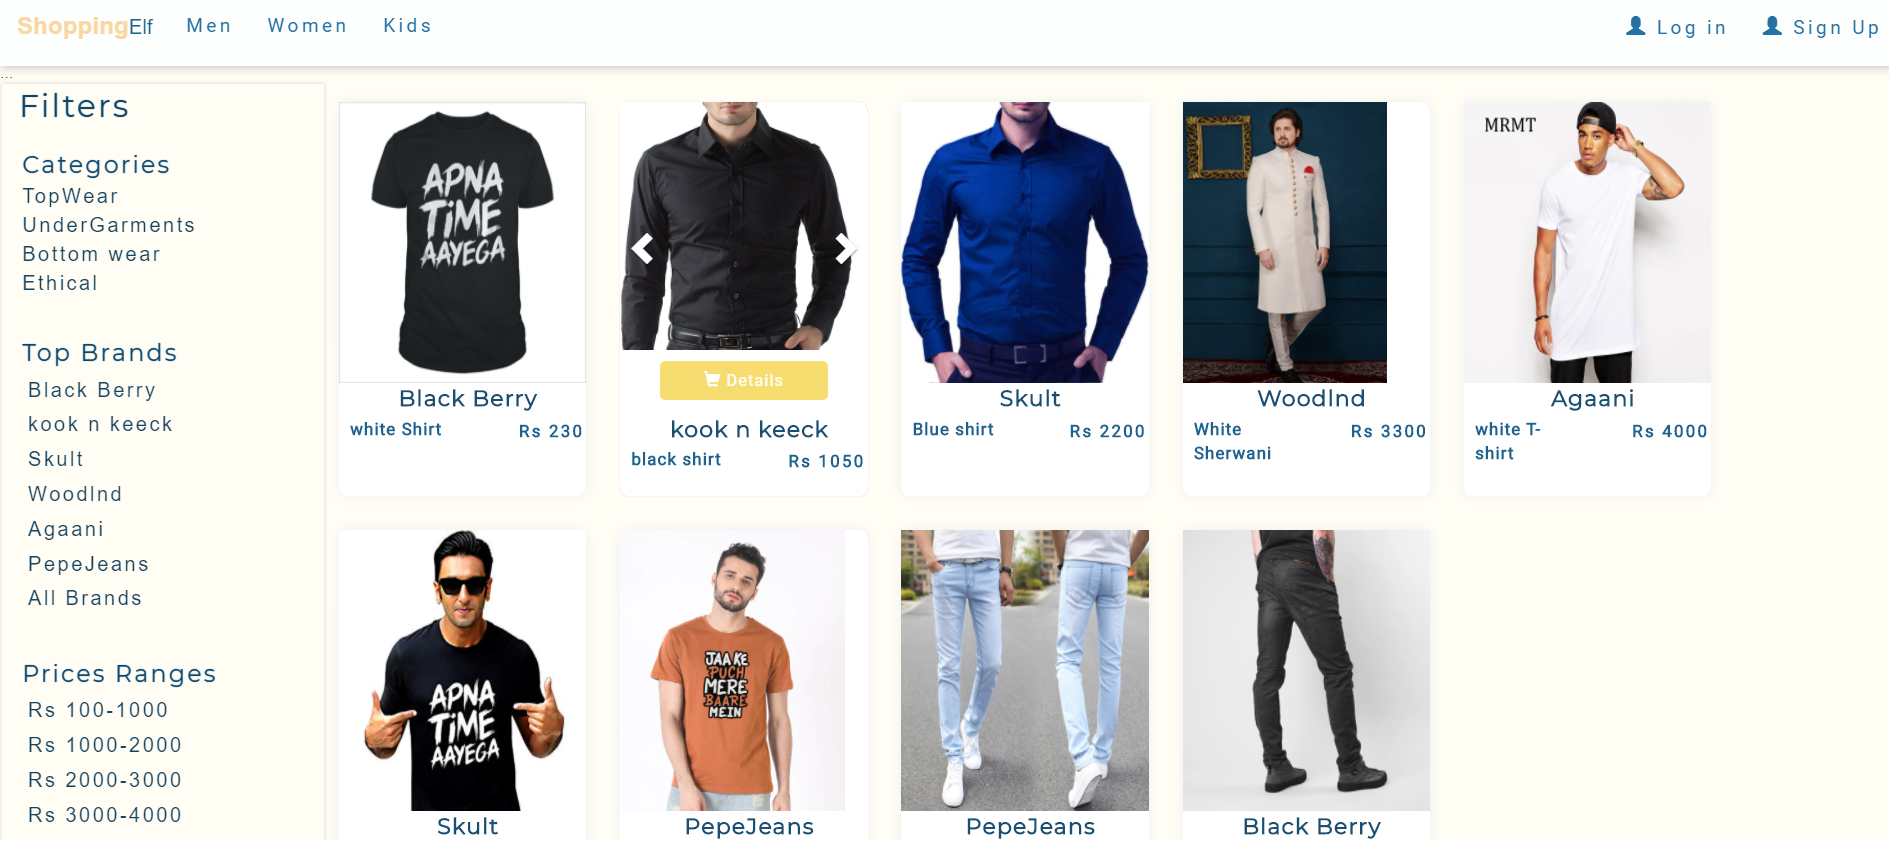 ShoppingElf Men Women Kids Log in Sign Up
...
Filters
Categories
TopWear
UnderGarments
Bottom wear
Ethical
Top Brands
Black Berry
kook n keeck
Skult
Woodlnd
Agaani
PepeJeans
All Brands
Prices Ranges
Rs 100-1000
Rs 1000-2000
Rs 2000-3000
Rs 3000-4000
APNA
TiME
AAYEGA
Black Berry
white Shirt Rs 230
Details
kook n keeck
black shirt Rs 1050
Skult
Blue shirt Rs 2200
Woodlnd
White Rs 3300
Sherwani
MRMT
Agaani
white T- Rs 4000
shirt
APNA
TiME
AAYEGA
Skult
JAA KE
PUCH
MERE
BAARE
MEIN
PepeJeans
PepeJeans
Black Berry